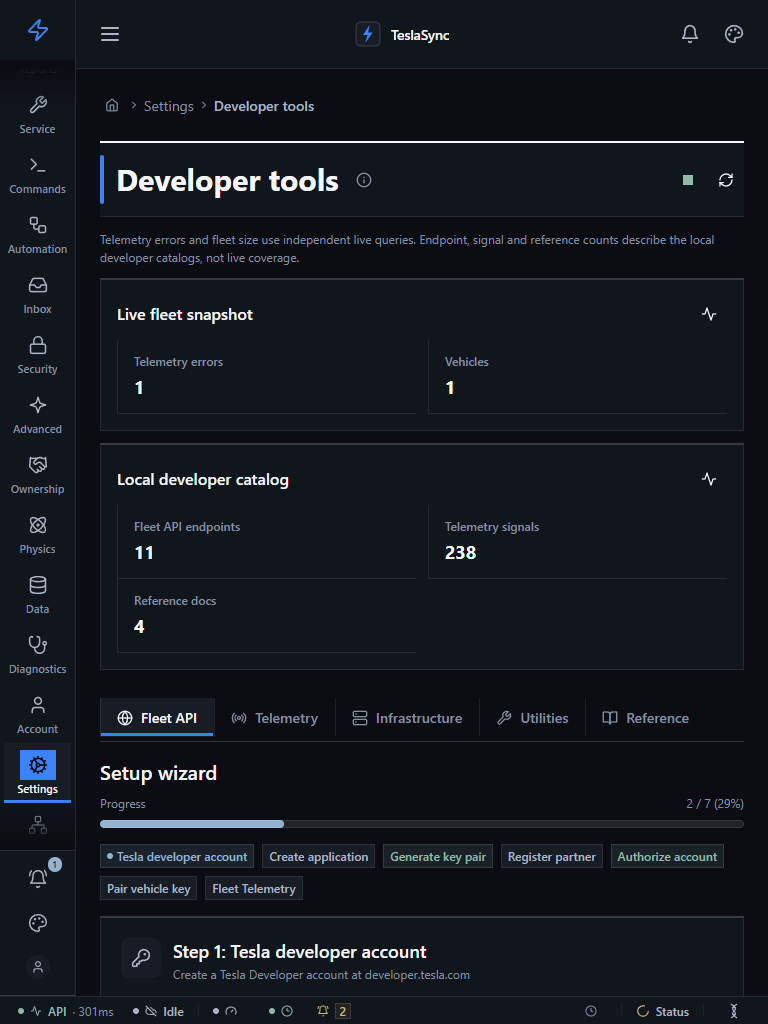 TeslaSync
Reports
Service
Commands
Automation
Inbox
Security
Advanced
Ownership
Physics
Data
Diagnostics
Account
Settings
1
Settings
Developer tools
Developer tools
Telemetry errors and fleet size use independent live queries. Endpoint, signal and reference counts describe the local
developer catalogs, not live coverage.
Live fleet snapshot
Telemetry errors
1
Vehicles
1
Local developer catalog
Fleet API endpoints
11
Telemetry signals
238
Reference docs
4
Fleet API
Telemetry
Infrastructure
Utilities
Reference
Setup wizard
Progress
2 / 7 (29%)
Tesla developer account
Create application
Generate key pair
Register partner
Authorize account
Pair vehicle key
Fleet Telemetry
Step 1: Tesla developer account
Create a Tesla Developer account at developer.tesla.com
API · 301ms
Idle
2
Status